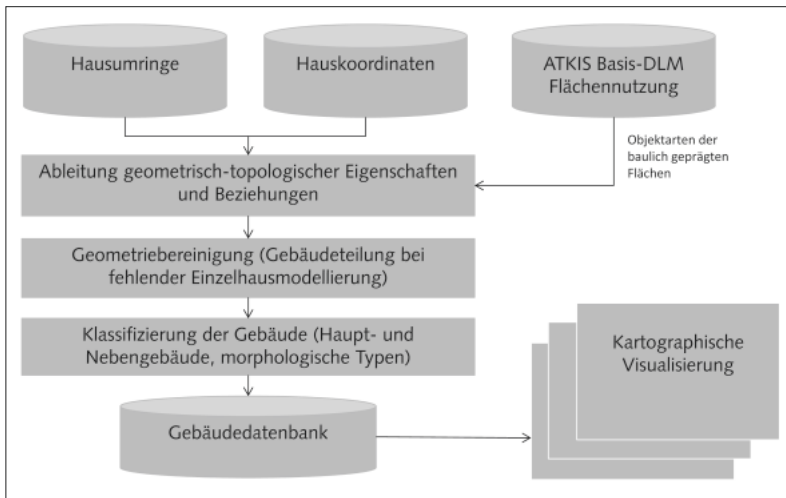 Hausumringe
Hauskoordinaten
ATKIS Basis-DLM
Flächennutzung
Objektarten der
baulich geprägten
Flächen
Ableitung geometrisch-topologischer Eigenschaften
und Beziehungen
Geometriebereinigung (Gebäudeteilung bei
fehlender Einzelhausmodellierung)
Klassifizierung der Gebäude (Haupt- und
Nebengebäude, morphologische Typen)
Gebäudedatenbank
Kartographische
Visualisierung